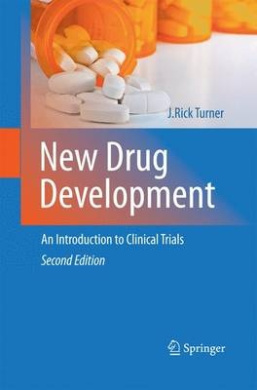 J.Rick Turner
New Drug
Development
An Introduction to Clinical Trials
Second Edition
Springer